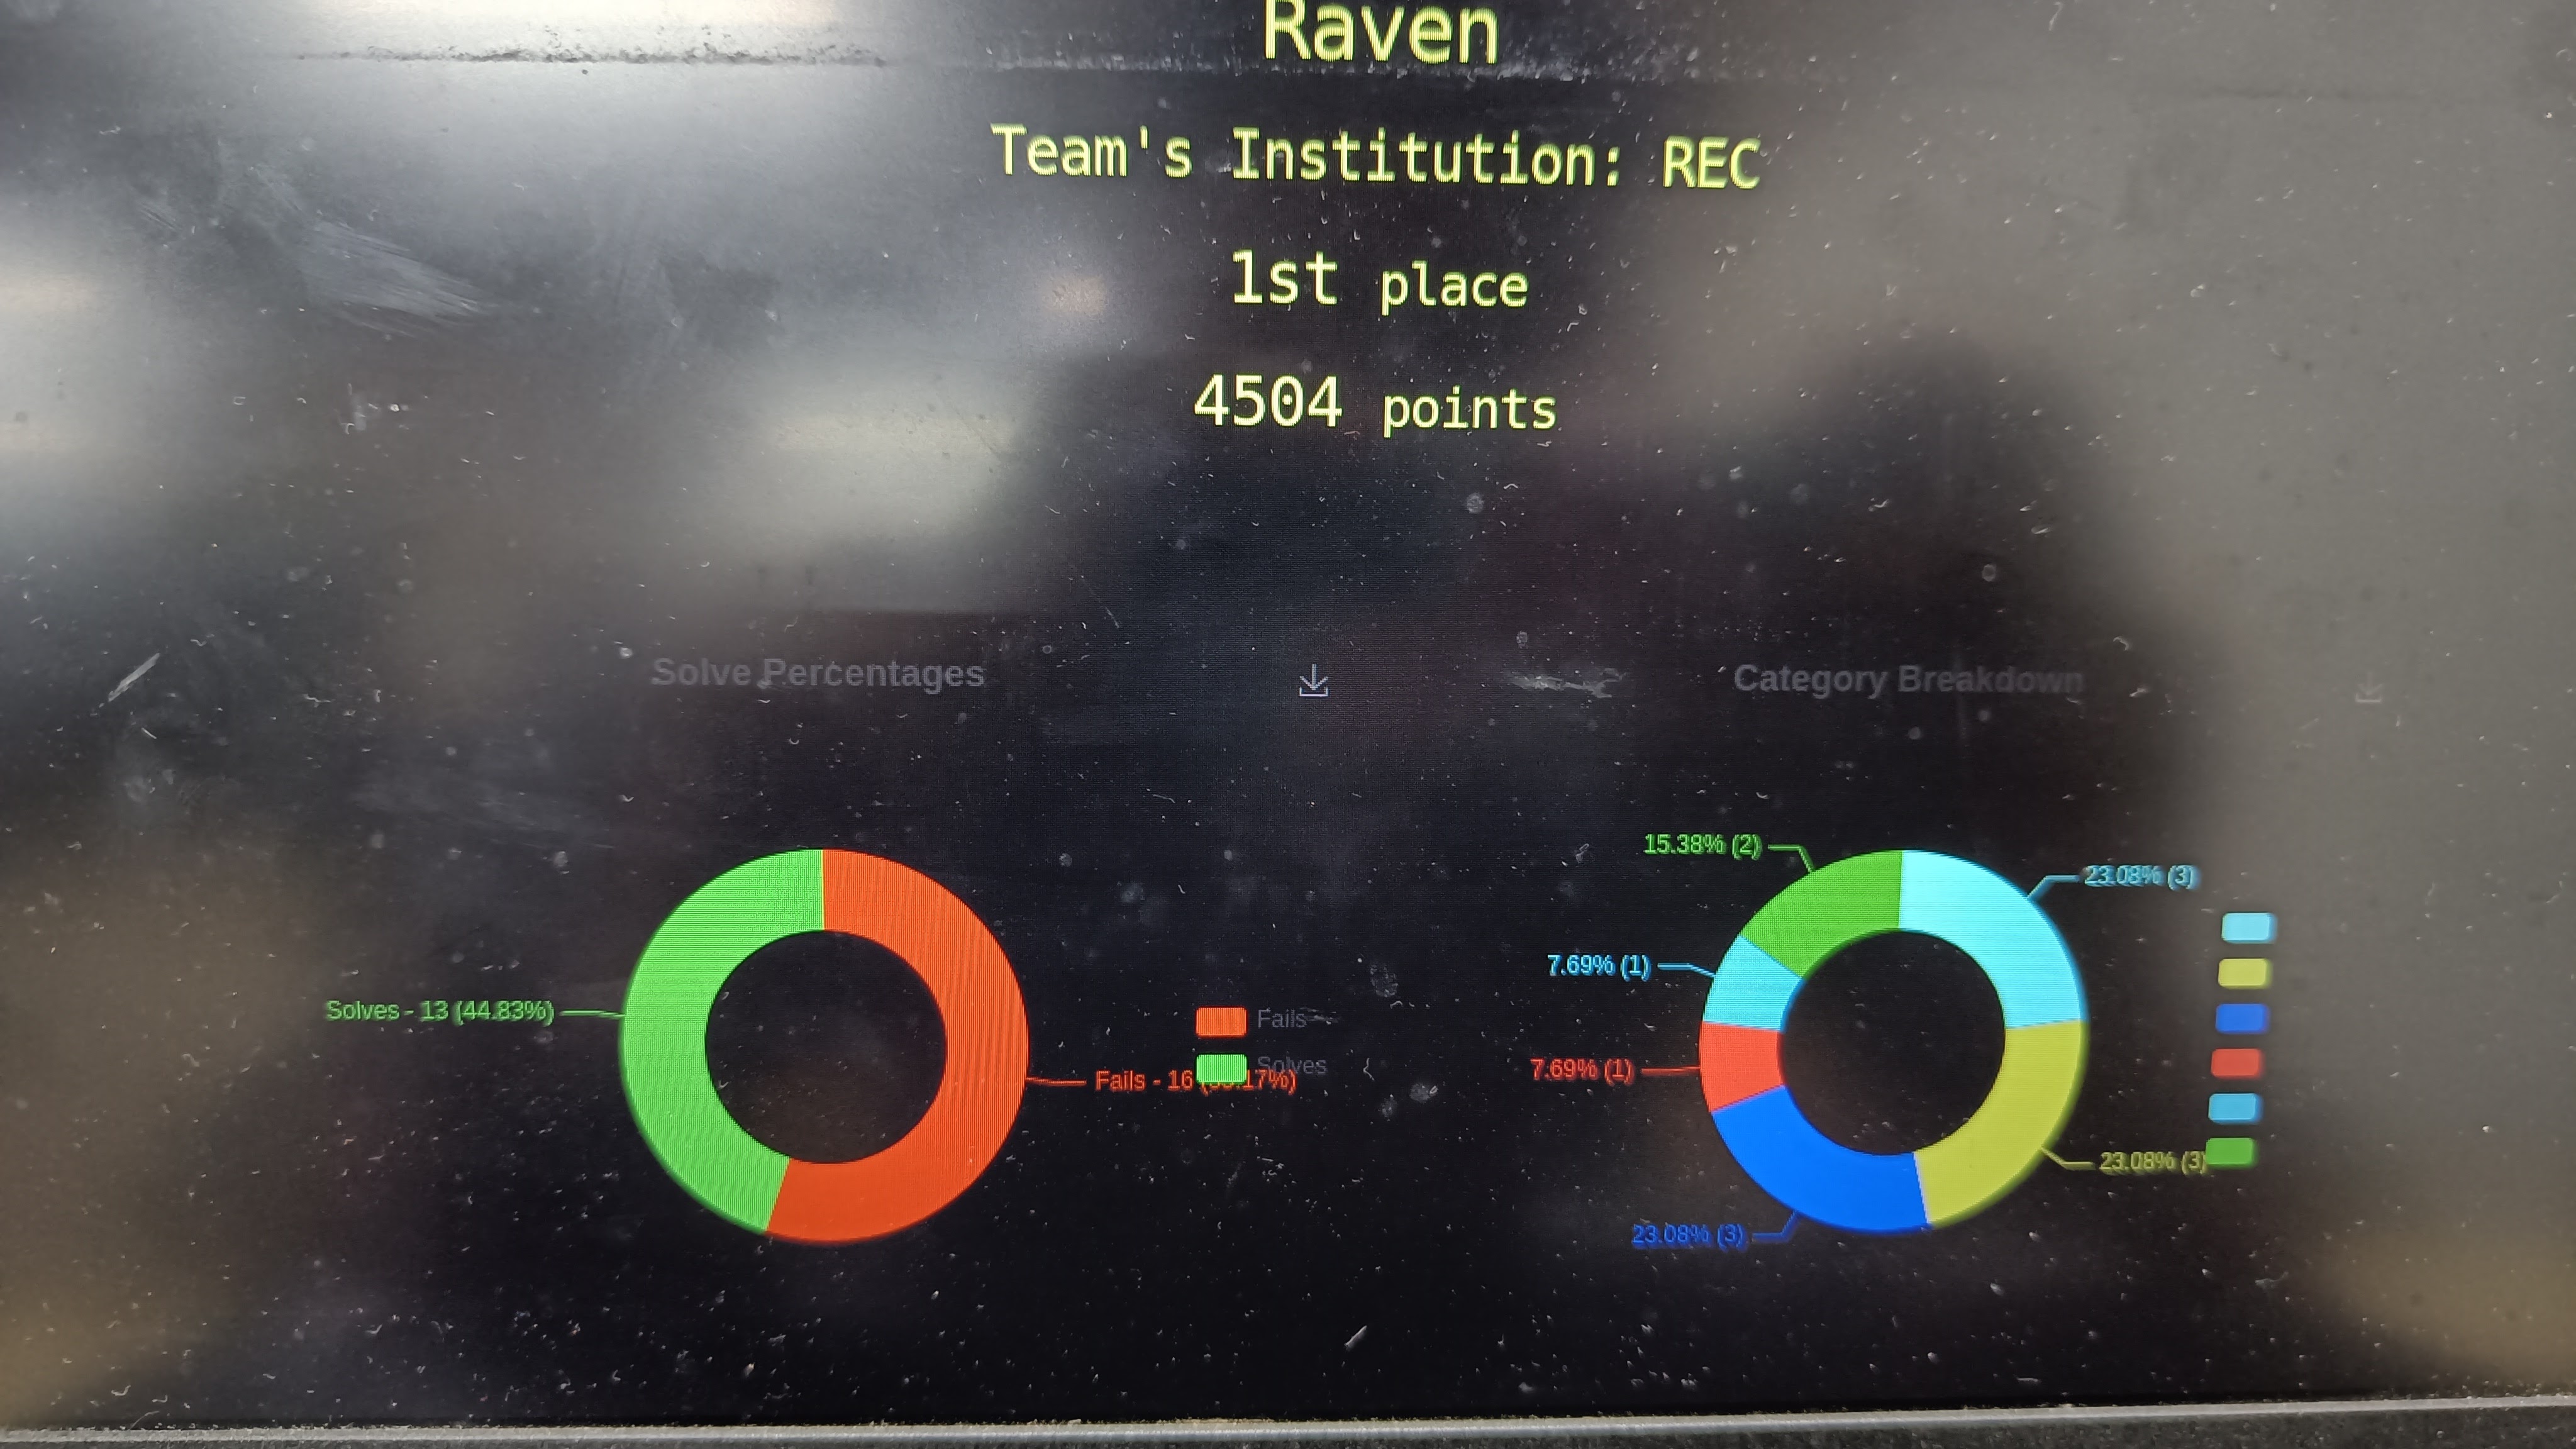 Raven
Team's Institution: REC
1st place
4504 points
Solve Percentages
Category Breakdown
Solves - 13 (44.83%)
Fails - 16
Fails
Solves
15.38% (2)
23.08% (3)
7.69% (1)
7.69% (1)
23.08% (3)
23.08% (3)